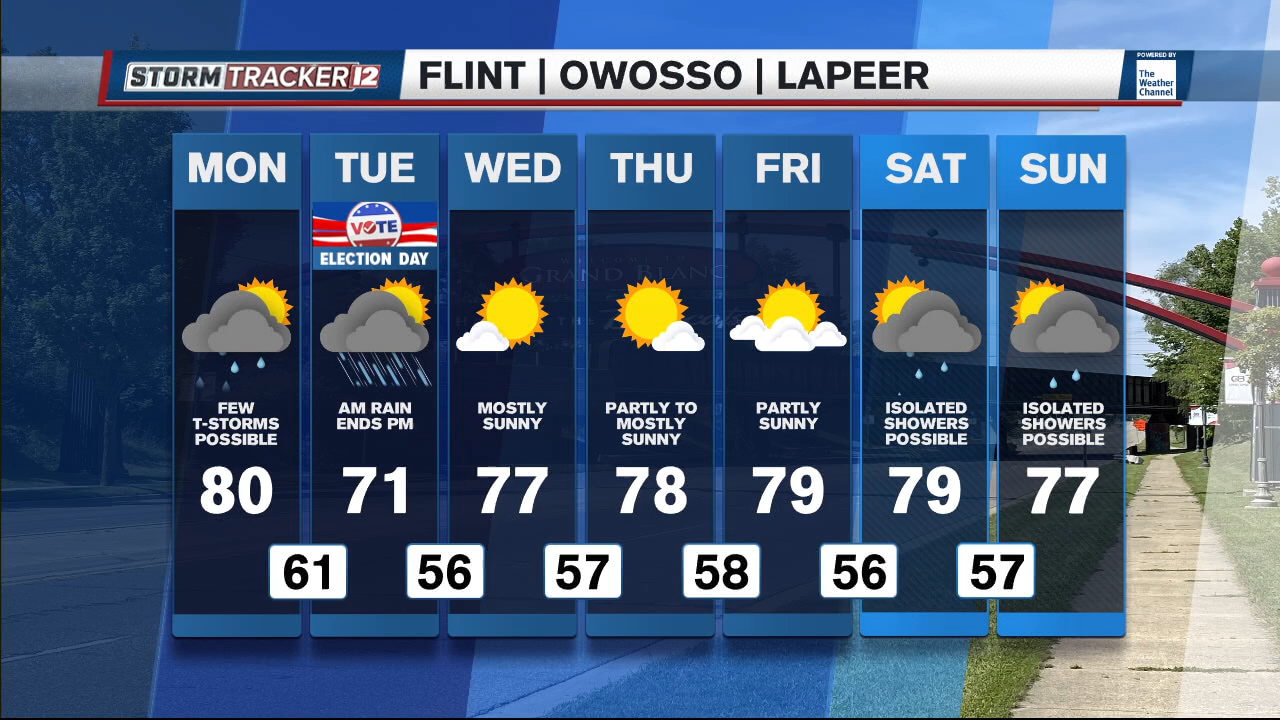 STORMTRACKER12
FLINT | OWOSSO | LAPEER
POWERED BY
The
Weather
Channel
MON
TUE
WED
THU
FRI
SAT
SUN
VOTE
ELECTION DAY
GRAND BLANC
FEW
T-STORMS
POSSIBLE
AM RAIN
ENDS PM
MOSTLY
SUNNY
PARTLY TO
MOSTLY
SUNNY
PARTLY
SUNNY
ISOLATED
SHOWERS
POSSIBLE
ISOLATED
SHOWERS
POSSIBLE
80
71
77
78
79
79
77
61
56
57
58
56
57